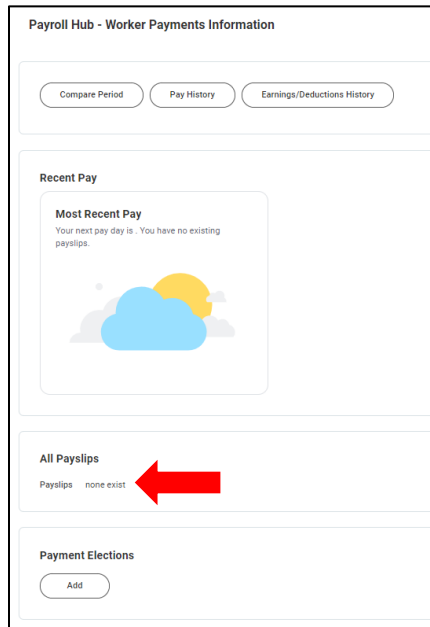 Payroll Hub - Worker Payments Information
Compare Period Pay History Earnings/Deductions History
Recent Pay
Most Recent Pay
Your next pay day is . You have no existing
payslips.
All Payslips
Payslips none exist
Payment Elections
Add